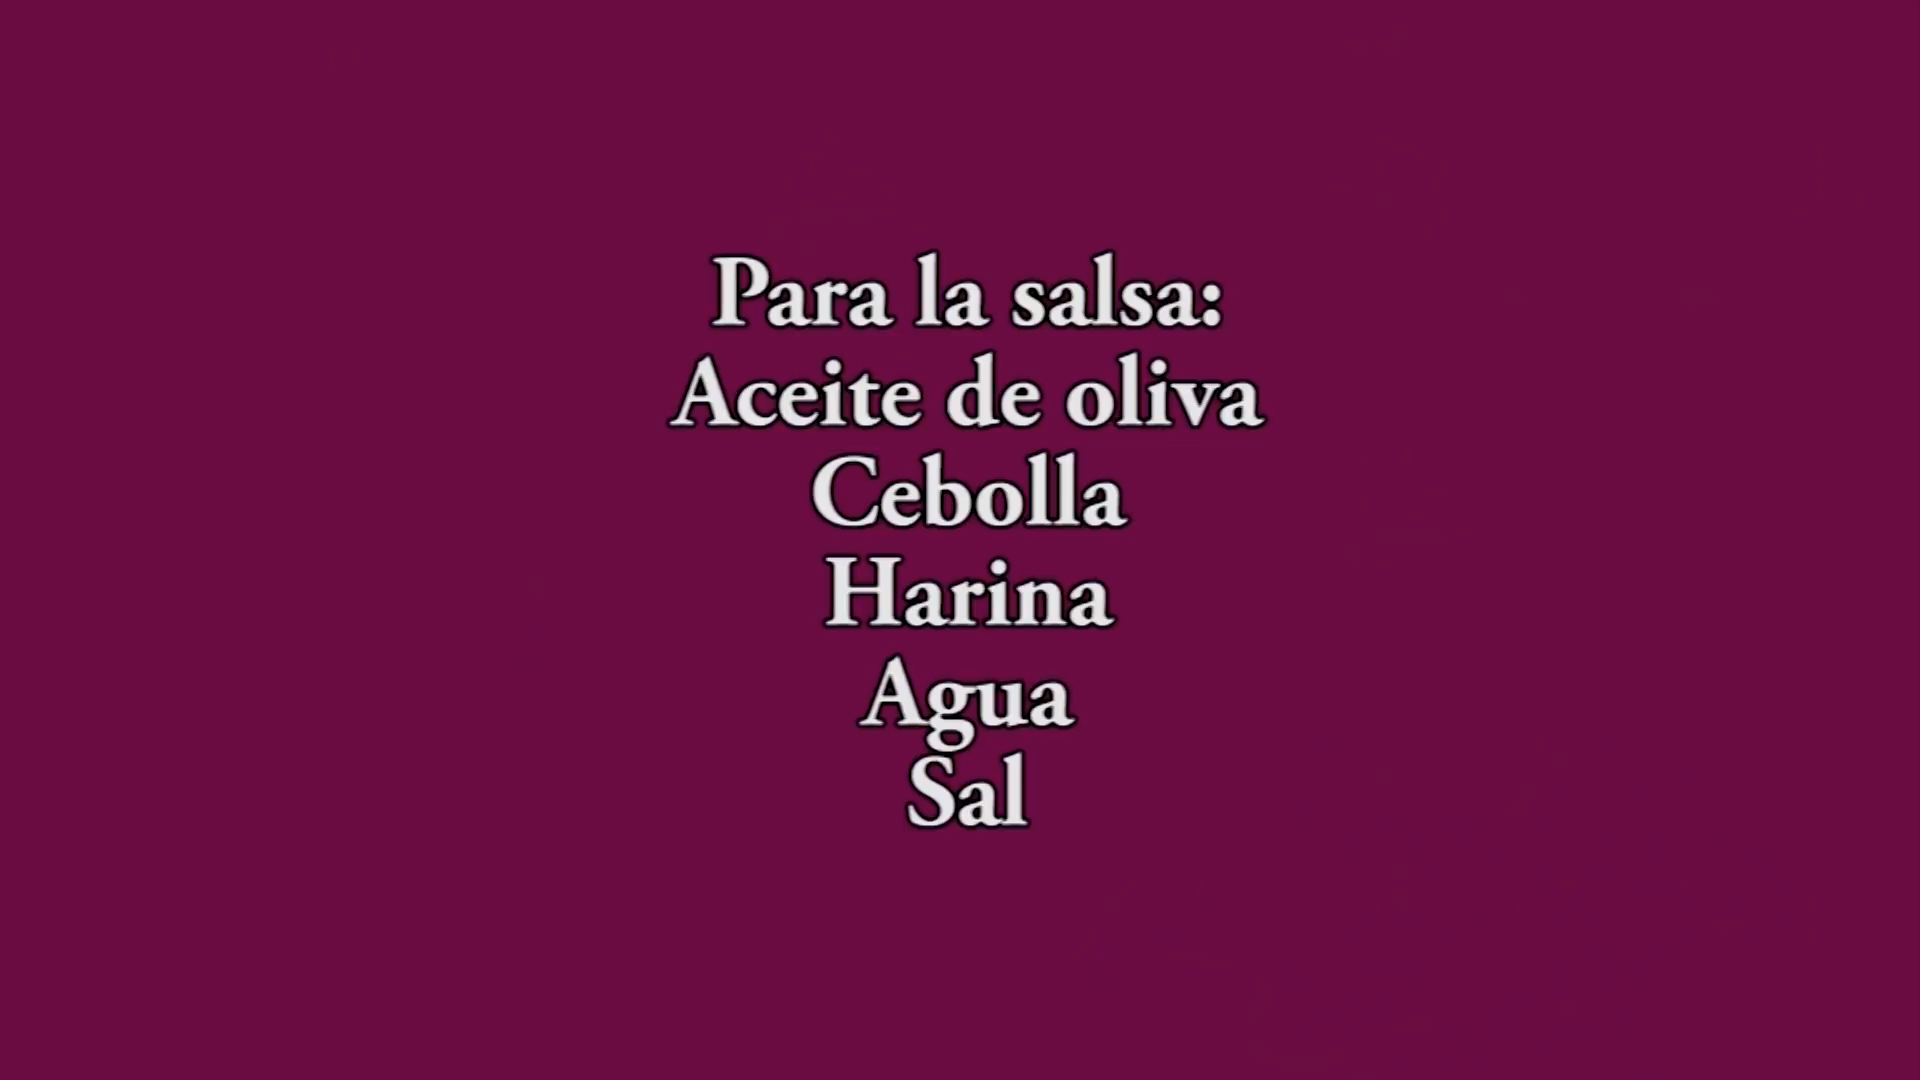 Para la salsa:
Aceite de oliva
Cebolla
Harina
Agua
Sal